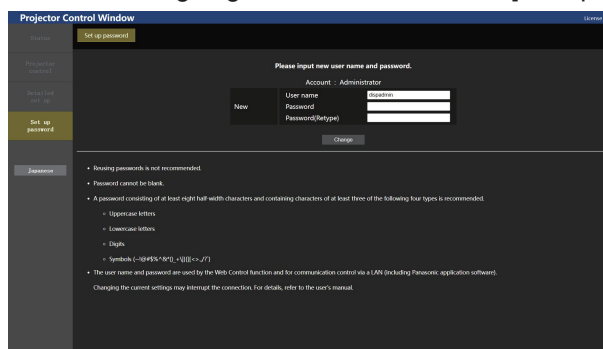 Projector Control Window
License
Status
Set up password
Projector
control
Detailed
set up
Set up
password
Japanese
Please input new user name and password.
Account : Administrator
New
User name
dispadmin
Password
Password(Retype)
Change
• Reusing passwords is not recommended.
• Password cannot be blank.
• A password consisting of at least eight half-width characters and containing characters of at least three of the following four types is recommended.
◦ Uppercase letters
◦ Lowercase letters
◦ Digits
◦ Symbols
• The user name and password are used by the Web Control function and for communication control via a LAN (including Panasonic application software).
Changing the current settings may interrupt the connection. For details, refer to the user's manual.